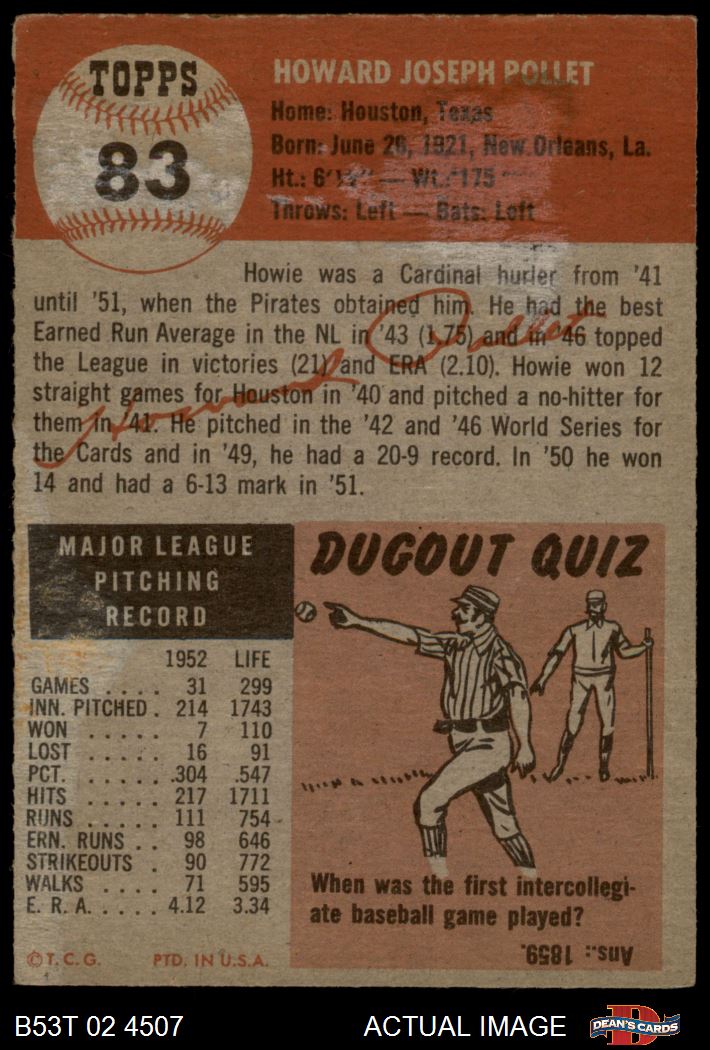 TOPPS
83
HOWARD JOSEPH POLLET
Home: Houston, Texas
Born: June 26, 1921, New Orleans, La.
Ht.: 6' — Wt.: 175
Throws: Left — Bats: Left
Howie was a Cardinal hurler from '41
until '51, when the Pirates obtained him. He had the best
Earned Run Average in the NL in '43 (1.75) and in '46 topped
the League in victories (21) and ERA (2.10). Howie won 12
straight games for Houston in '40 and pitched a no-hitter for
them in '41. He pitched in the '42 and '46 World Series for
the Cards and in '49, he had a 20-9 record. In '50 he won
14 and had a 6-13 mark in '51.
Howard Pollet
MAJOR LEAGUE
PITCHING
RECORD
1952 LIFE
GAMES . . . . 31 299
INN. PITCHED . 214 1743
WON . . . . . 7 110
LOST . . . . . 16 91
PCT. . . . . . .304 .547
HITS . . . . . 217 1711
RUNS . . . . . 111 754
ERN. RUNS . . 98 646
STRIKEOUTS . 90 772
WALKS . . . . 71 595
E. R. A. . . . . 4.12 3.34
©T. C. G. PTD. IN U.S.A.
DUGOUT QUIZ
When was the first intercollegi-
ate baseball game played?
Ans.: 1859.
B53T 02 4507 ACTUAL IMAGE
D
DEAN'S CARDS